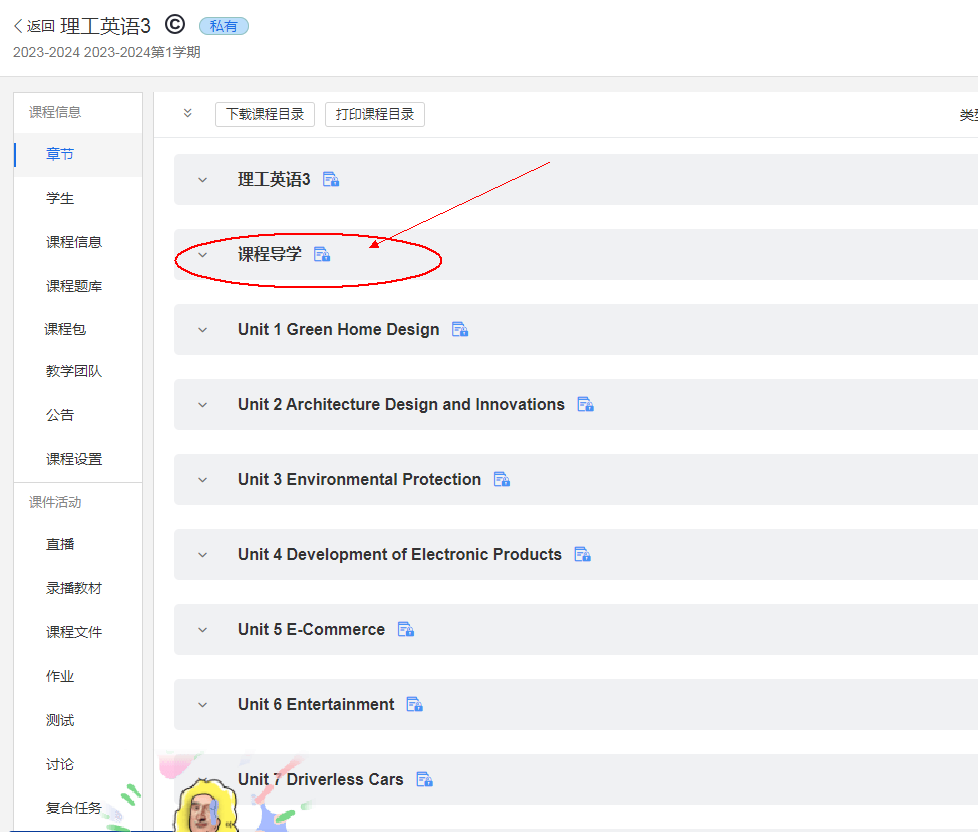 返回 理工英语3 © 私有
2023-2024 2023-2024第1学期
课程信息
章节
学生
课程信息
课程题库
课程包
教学团队
公告
课程设置
课件活动
直播
录播教材
课程文件
作业
测试
讨论
复合任务
下载课程目录 打印课程目录 类型
理工英语3
课程导学
Unit 1 Green Home Design
Unit 2 Architecture Design and Innovations
Unit 3 Environmental Protection
Unit 4 Development of Electronic Products
Unit 5 E-Commerce
Unit 6 Entertainment
Unit 7 Driverless Cars